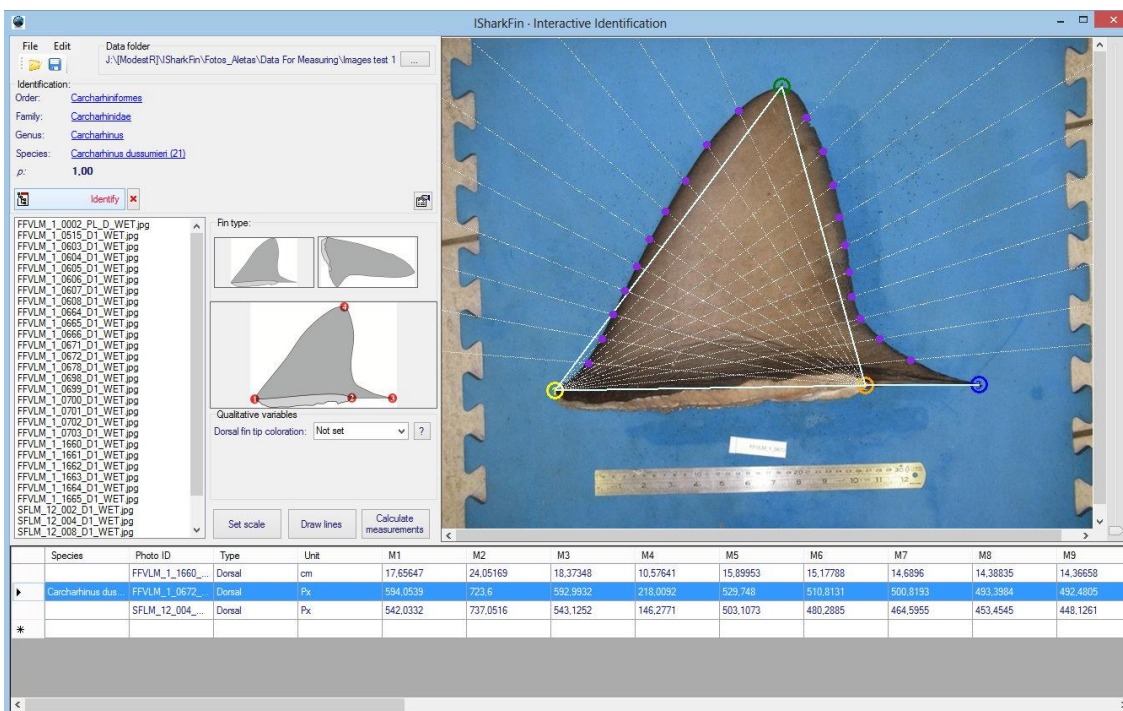 ISharkFin - Interactive Identification
File Edit
Data folder
J:\[ModestR]\ISharkFin\Fotos_Aletas\Data For Measuring\Images test 1 ...
Identification:
Order: Carcharhiniformes
Family: Carcharhinidae
Genus: Carcharhinus
Species: Carcharhinus dussumieri (21)
p: 1,00
Identify
FFVLM_1_0002_PL_D_WET.jpg
FFVLM_1_0515_D1_WET.jpg
FFVLM_1_0603_D1_WET.jpg
FFVLM_1_0604_D1_WET.jpg
FFVLM_1_0605_D1_WET.jpg
FFVLM_1_0606_D1_WET.jpg
FFVLM_1_0607_D1_WET.jpg
FFVLM_1_0608_D1_WET.jpg
FFVLM_1_0664_D1_WET.jpg
FFVLM_1_0665_D1_WET.jpg
FFVLM_1_0666_D1_WET.jpg
FFVLM_1_0671_D1_WET.jpg
FFVLM_1_0672_D1_WET.jpg
FFVLM_1_0678_D1_WET.jpg
FFVLM_1_0698_D1_WET.jpg
FFVLM_1_0699_D1_WET.jpg
FFVLM_1_0700_D1_WET.jpg
FFVLM_1_0701_D1_WET.jpg
FFVLM_1_0702_D1_WET.jpg
FFVLM_1_0703_D1_WET.jpg
FFVLM_1_1660_D1_WET.jpg
FFVLM_1_1661_D1_WET.jpg
FFVLM_1_1662_D1_WET.jpg
FFVLM_1_1663_D1_WET.jpg
FFVLM_1_1664_D1_WET.jpg
FFVLM_1_1665_D1_WET.jpg
SFLM_12_002_D1_WET.jpg
SFLM_12_004_D1_WET.jpg
SFLM_12_008_D1_WET.jpg
Fin type:
4
1 2 3
Qualitative variables
Dorsal fin tip coloration: Not set ?
Set scale Draw lines Calculate measurements
Species Photo ID Type Unit M1 M2 M3 M4 M5 M6 M7 M8 M9
FFVLM_1_1660_... Dorsal cm 17,65647 24,05169 18,37348 10,57641 15,89953 15,17788 14,6896 14,38835 14,36658
Carcharhinus dus... FFVLM_1_0672_... Dorsal Px 594,0539 723,6 592,9932 218,0092 529,748 510,8131 500,8193 493,3984 492,4805
SFLM_12_004_... Dorsal Px 542,0332 737,0516 543,1252 146,2771 503,1073 480,2885 464,5955 453,4545 448,1261